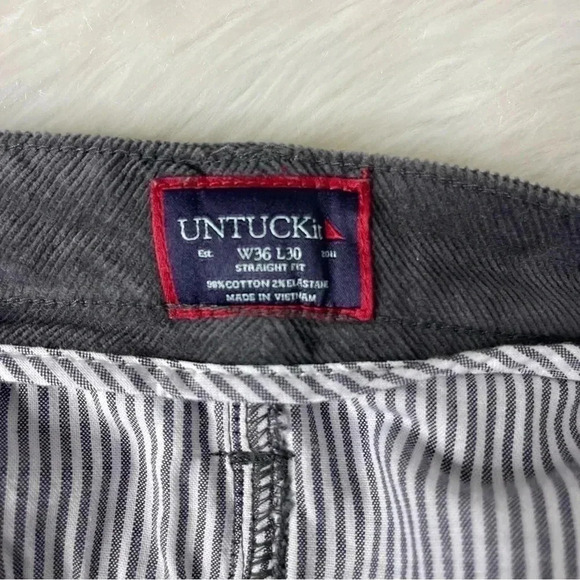 UNTUCKit
W36 L30
Est. 2011
STRAIGHT FIT
98% COTTON 2% ELASTANE
MADE IN VIETNAM